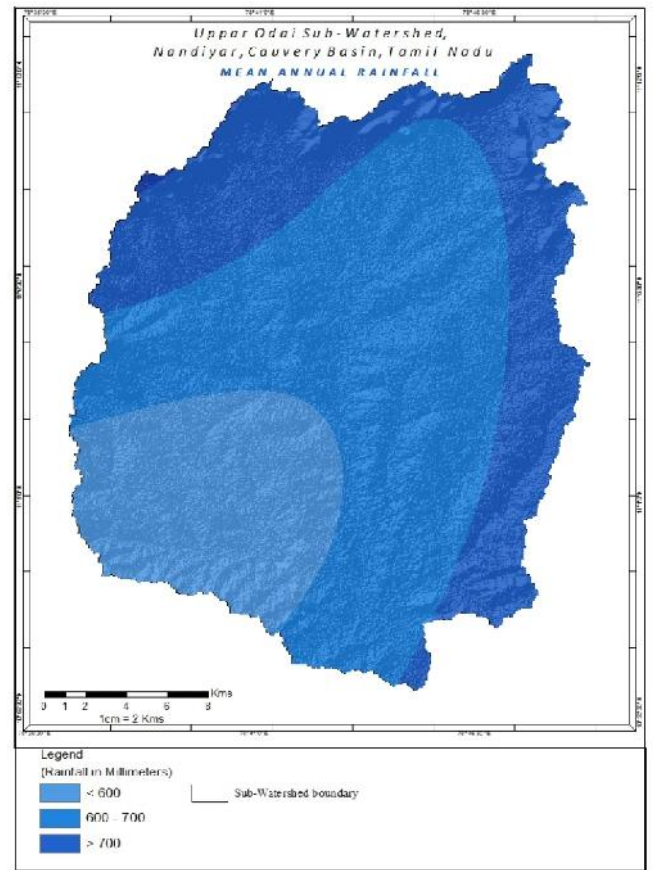 Uppar Odai Sub-Watershed,
Nandiyar, Cauvery Basin, Tamil Nadu
MEAN ANNUAL RAINFALL
Kms
0 1 2 4 6 8
1cm = 2 Kms
Legend
(Rainfall in Millimeters)
< 600
Sub-Watershed boundary
600 - 700
> 700